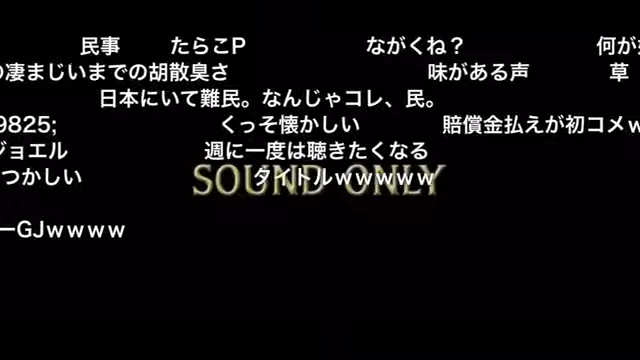 民事 たらこP ながくね？ 何が
の凄まじいまでの胡散臭さ 味がある声 草
日本にいて難民。なんじゃコレ、民。
9825; くっそ懐かしい 賠償金払えが初コメw
ジョエル 週に一度は聴きたくなる
つかしい タイトルwwwww
SOUND ONLY
ーGJwwww